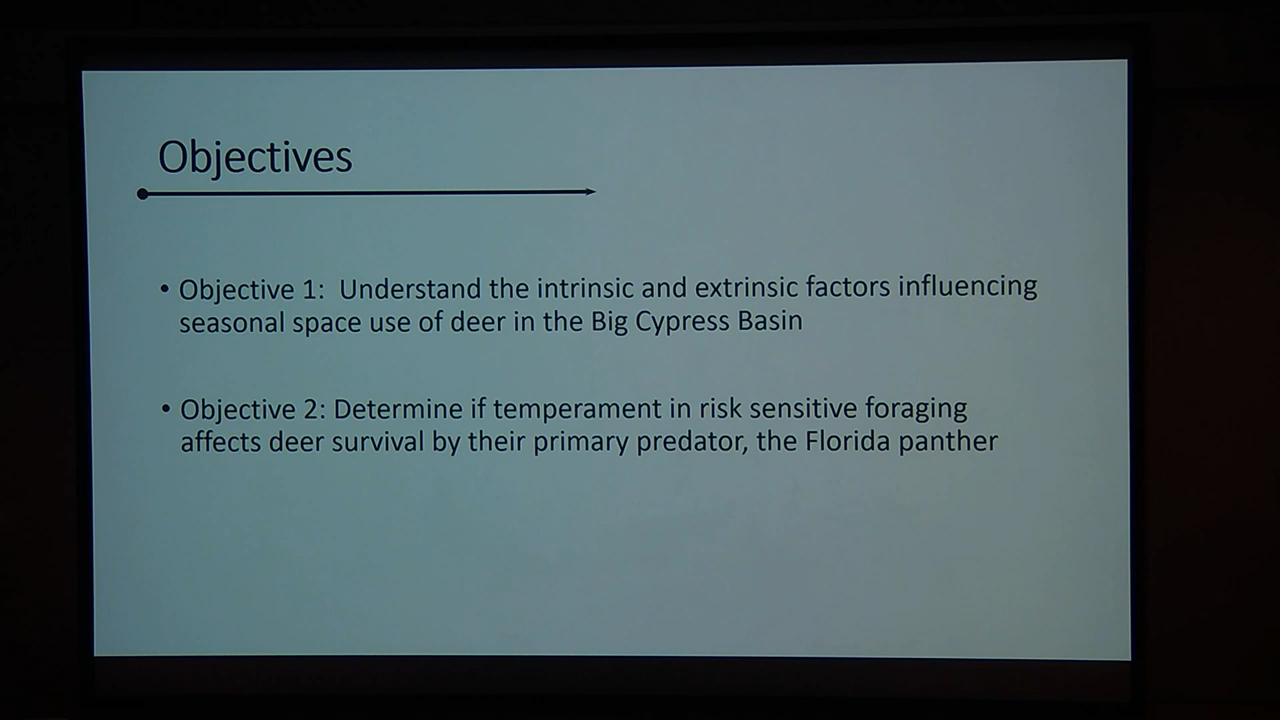 Objectives
• Objective 1: Understand the intrinsic and extrinsic factors influencing
seasonal space use of deer in the Big Cypress Basin
• Objective 2: Determine if temperament in risk sensitive foraging
affects deer survival by their primary predator, the Florida panther